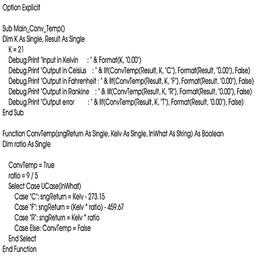 Option Explicit
Sub Main_Conv_Temp()
Dim K As Single, Result As Single
K = 21
Debug.Print "Input in Kelvin : " & Format(K, "0.00")
Debug.Print "Output in Celsius : " & IIf(ConvTemp(Result, K, "C"), Format(Result, "0.00"), False)
Debug.Print "Output in Fahrenheit : " & IIf(ConvTemp(Result, K, "F"), Format(Result, "0.00"), False)
Debug.Print "Output in Rankine : " & IIf(ConvTemp(Result, K, "R"), Format(Result, "0.00"), False)
Debug.Print "Output error : " & IIf(ConvTemp(Result, K, "T"), Format(Result, "0.00"), False)
End Sub
Function ConvTemp(sngReturn As Single, Kelv As Single, InWhat As String) As Boolean
Dim ratio As Single
ConvTemp = True
ratio = 9 / 5
Select Case UCase(InWhat)
Case "C": sngReturn = Kelv - 273.15
Case "F": sngReturn = (Kelv * ratio) - 459.67
Case "R": sngReturn = Kelv * ratio
Case Else: ConvTemp = False
End Select
End Function